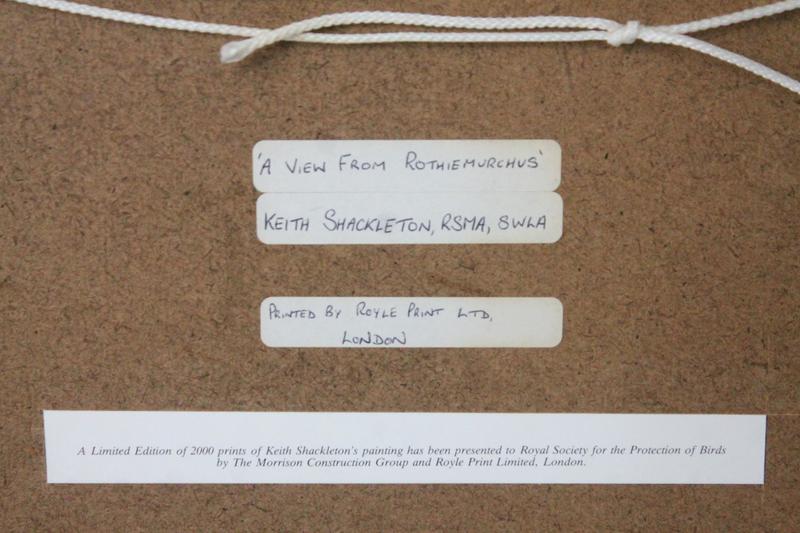 'A VIEW FROM ROTHIEMURCHUS'
KEITH SHACKLETON, RSMA, SWLA
PRINTED BY ROYLE PRINT LTD,
LONDON
A Limited Edition of 2000 prints of Keith Shackleton's painting has been presented to Royal Society for the Protection of Birds
by The Morrison Construction Group and Royle Print Limited, London.